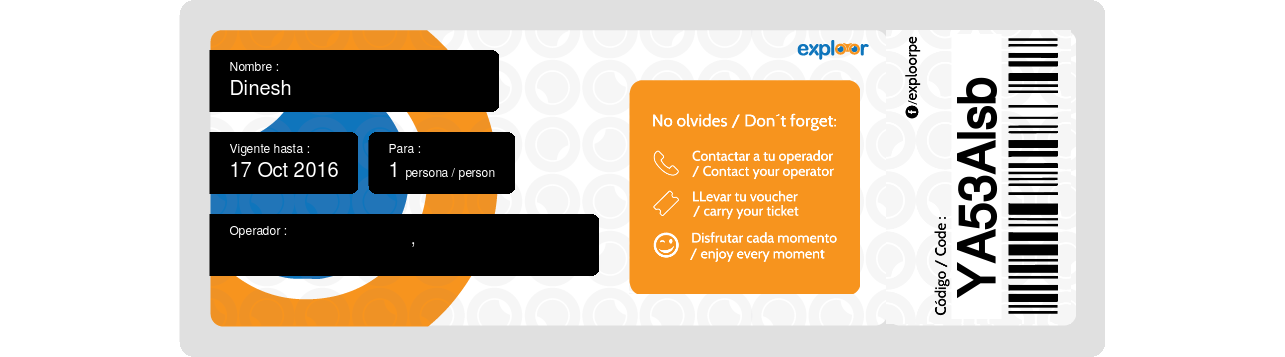 Nombre :
Dinesh
Vigente hasta :
17 Oct 2016
Para :
1 persona / person
Operador :
,
exploor
No olvides / Don´t forget:
Contactar a tu operador
/ Contact your operator
LLevar tu voucher
/ carry your ticket
Disfrutar cada momento
/ enjoy every moment
/exploorpe
Código / Code :
YA53Alsb